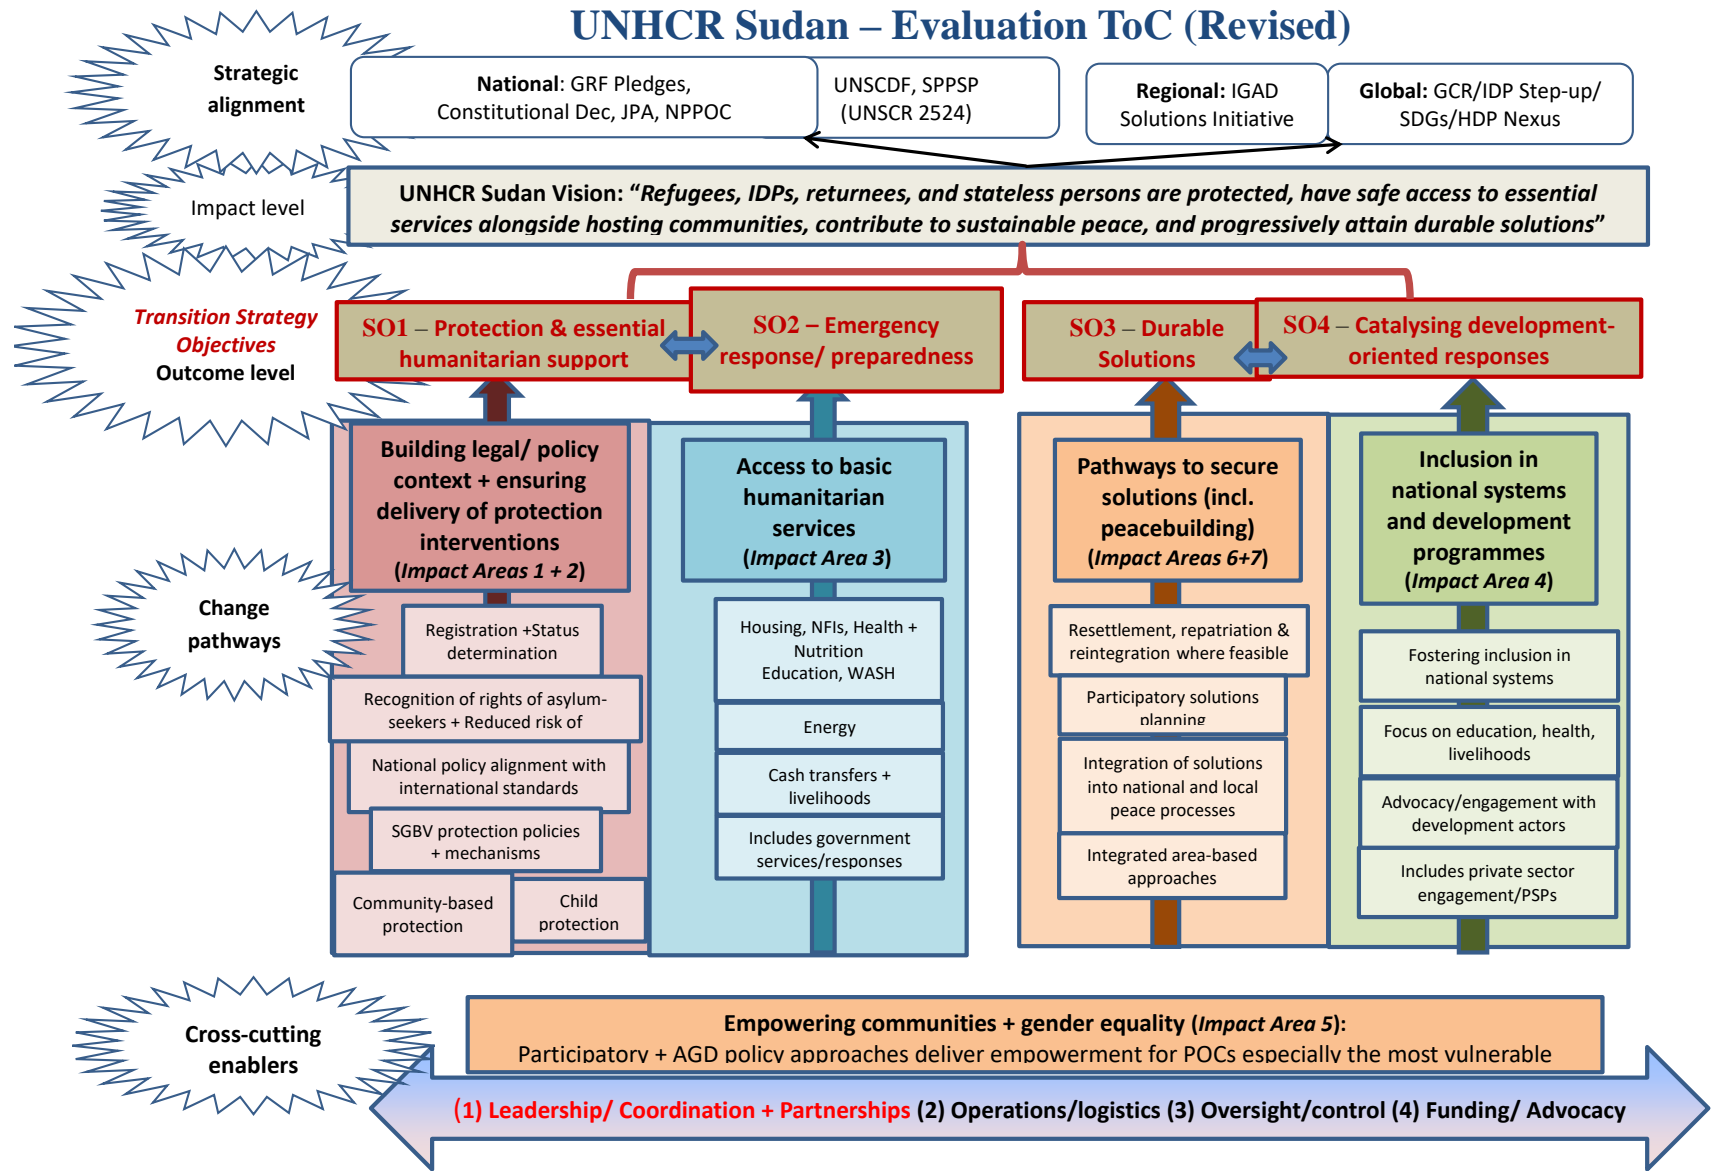 UNHCR Sudan – Evaluation ToC (Revised)
Strategic
alignment
National: GRF Pledges,
Constitutional Dec, JPA, NPPOC
UNSCDF, SPPSP
(UNSCR 2524)
Regional: IGAD
Solutions Initiative
Global: GCR/IDP Step-up/
SDGs/HDP Nexus
Impact level
UNHCR Sudan Vision: “Refugees, IDPs, returnees, and stateless persons are protected, have safe access to essential
services alongside hosting communities, contribute to sustainable peace, and progressively attain durable solutions”
Transition Strategy
Objectives
Outcome level
SO1 – Protection & essential
humanitarian support
SO2 – Emergency
response/ preparedness
SO3 – Durable
Solutions
SO4 – Catalysing development-
oriented responses
Change
pathways
Building legal/ policy
context + ensuring
delivery of protection
interventions
(Impact Areas 1 + 2)
Registration +Status
determination
Recognition of rights of asylum-
seekers + Reduced risk of
National policy alignment with
international standards
SGBV protection policies
+ mechanisms
Community-based
protection
Child
protection
Access to basic
humanitarian
services
(Impact Area 3)
Housing, NFIs, Health +
Nutrition
Education, WASH
Energy
Cash transfers +
livelihoods
Includes government
services/responses
Pathways to secure
solutions (incl.
peacebuilding)
(Impact Areas 6+7)
Resettlement, repatriation &
reintegration where feasible
Participatory solutions
planning
Integration of solutions
into national and local
peace processes
Integrated area-based
approaches
Inclusion in
national systems
and development
programmes
(Impact Area 4)
Fostering inclusion in
national systems
Focus on education, health,
livelihoods
Advocacy/engagement with
development actors
Includes private sector
engagement/PSPs
Cross-cutting
enablers
Empowering communities + gender equality (Impact Area 5):
Participatory + AGD policy approaches deliver empowerment for POCs especially the most vulnerable
(1) Leadership/ Coordination + Partnerships (2) Operations/logistics (3) Oversight/control (4) Funding/ Advocacy